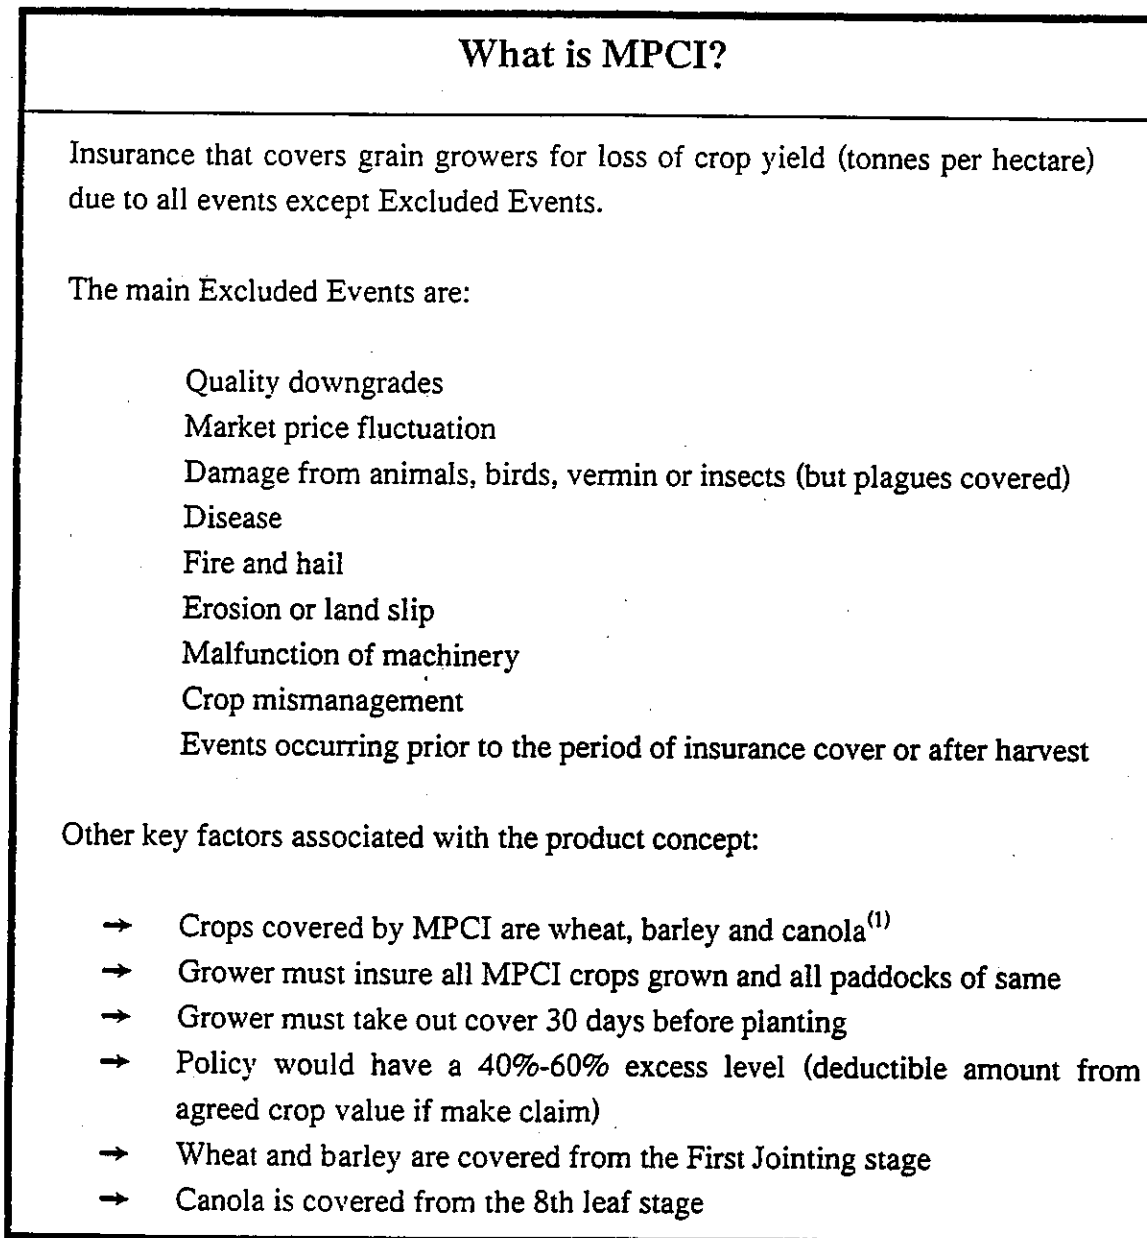 What is MPCI?
Insurance that covers grain growers for loss of crop yield (tonnes per hectare)
due to all events except Excluded Events.
The main Excluded Events are:
Quality downgrades
Market price fluctuation
Damage from animals, birds, vermin or insects (but plagues covered)
Disease
Fire and hail
Erosion or land slip
Malfunction of machinery
Crop mismanagement
Events occurring prior to the period of insurance cover or after harvest
Other key factors associated with the product concept:
→ Crops covered by MPCI are wheat, barley and canola⁽¹⁾
→ Grower must insure all MPCI crops grown and all paddocks of same
→ Grower must take out cover 30 days before planting
→ Policy would have a 40%-60% excess level (deductible amount from
agreed crop value if make claim)
→ Wheat and barley are covered from the First Jointing stage
→ Canola is covered from the 8th leaf stage